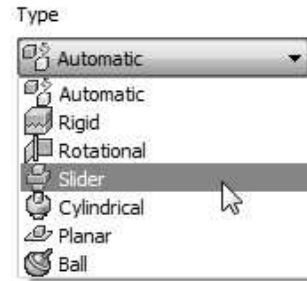 Type
Automatic
Automatic
Rigid
Rotational
Slider
Cylindrical
Planar
Ball